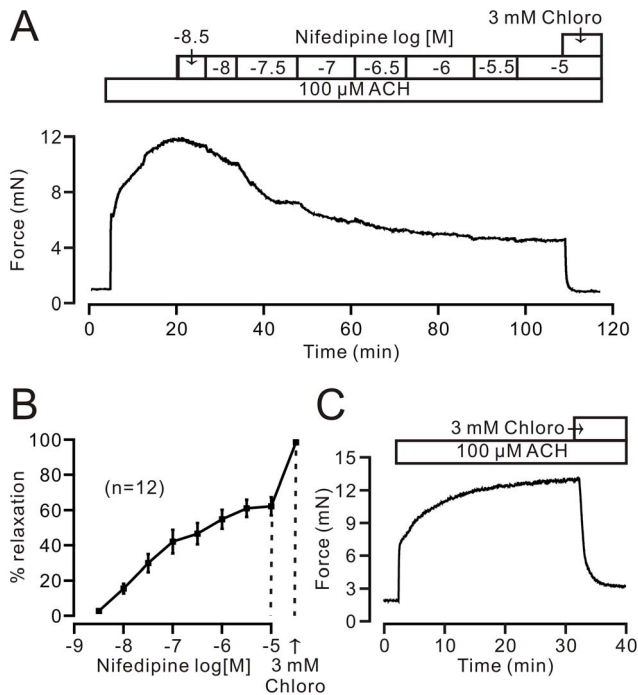 A
3 mM Chloro
-8.5
Nifedipine log [M]
-8 -7.5 -7 -6.5 -6 -5.5 -5
100 µM ACH
Force (mN)
12
8
4
0
0 20 40 60 80 100 120
Time (min)
B
% relaxation
100
80
60
40
20
0
(n=12)
-9 -8 -7 -6 -5
Nifedipine log[M]
3 mM
Chloro
C
3 mM Chloro
100 µM ACH
Force (mN)
15
12
9
6
3
0
0 10 20 30 40
Time (min)